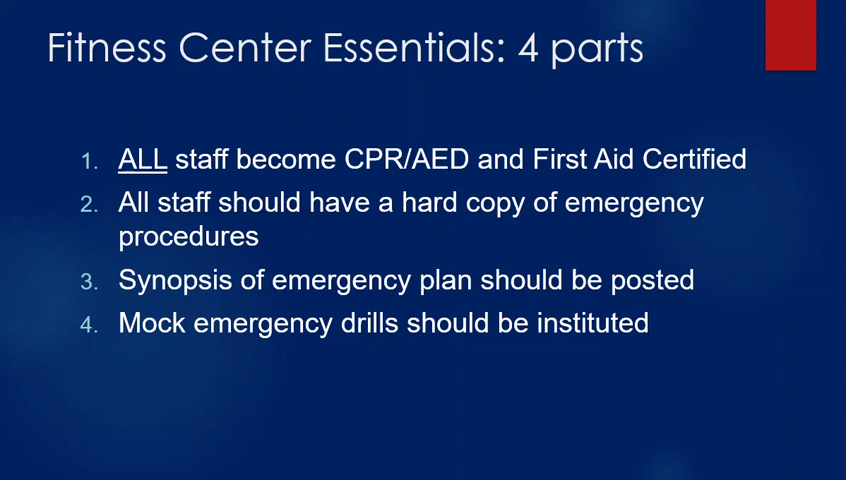 Fitness Center Essentials: 4 parts
1. ALL staff become CPR/AED and First Aid Certified
2. All staff should have a hard copy of emergency
procedures
3. Synopsis of emergency plan should be posted
4. Mock emergency drills should be instituted